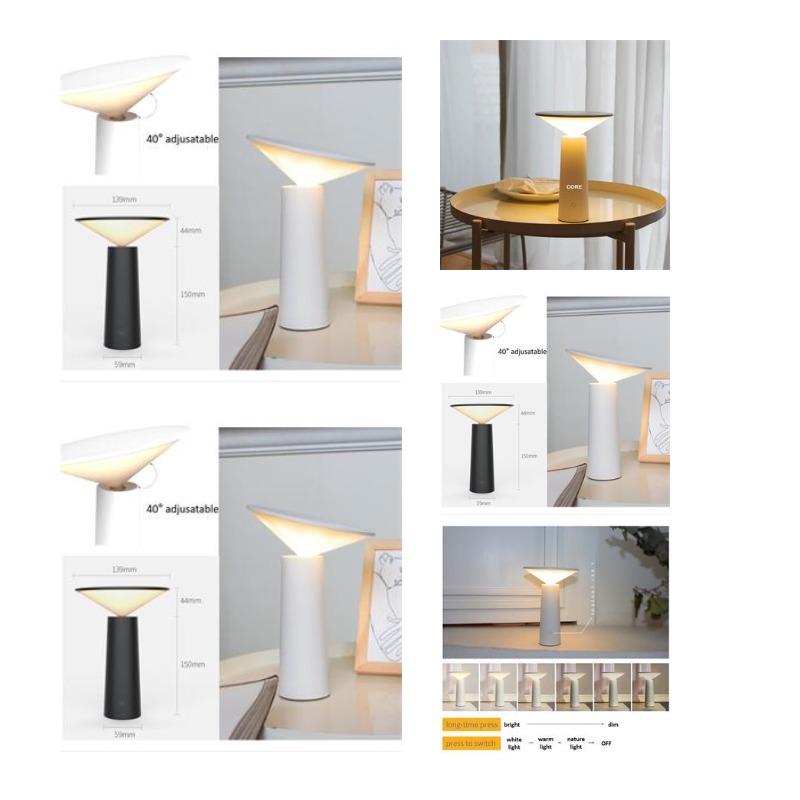 40° adjusatable
139mm
44mm
150mm
59mm
CORE
40° adjusatable
139mm
44mm
150mm
59mm
40° adjusatable
139mm
44mm
150mm
long-time press bright dim
press to switch white light – warm light – nature light → OFF